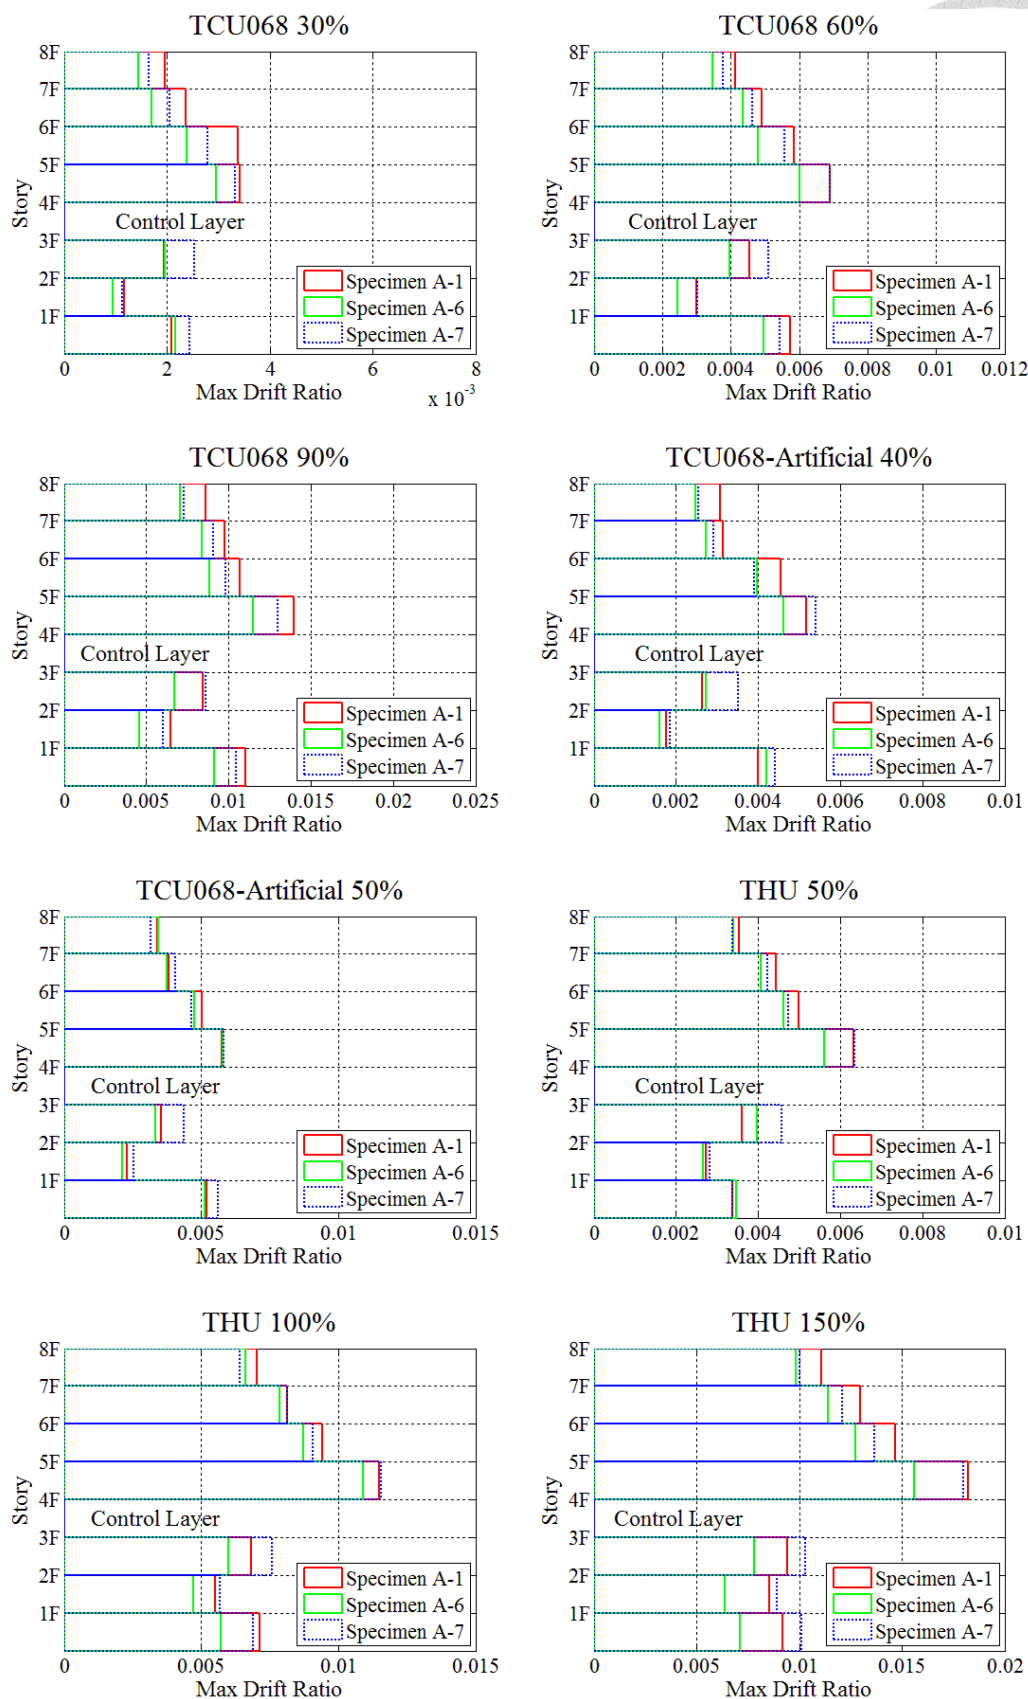 TCU068 30%
8F
7F
6F
5F
4F
3F
2F
1F
Story
Control Layer
Specimen A-1
Specimen A-6
Specimen A-7
0 2 4 6 8
Max Drift Ratio
x 10⁻³
TCU068 60%
8F
7F
6F
5F
4F
3F
2F
1F
Story
Control Layer
Specimen A-1
Specimen A-6
Specimen A-7
0 0.002 0.004 0.006 0.008 0.01 0.012
Max Drift Ratio
TCU068 90%
8F
7F
6F
5F
4F
3F
2F
1F
Story
Control Layer
Specimen A-1
Specimen A-6
Specimen A-7
0 0.005 0.01 0.015 0.02 0.025
Max Drift Ratio
TCU068-Artificial 40%
8F
7F
6F
5F
4F
3F
2F
1F
Story
Control Layer
Specimen A-1
Specimen A-6
Specimen A-7
0 0.002 0.004 0.006 0.008 0.01
Max Drift Ratio
TCU068-Artificial 50%
8F
7F
6F
5F
4F
3F
2F
1F
Story
Control Layer
Specimen A-1
Specimen A-6
Specimen A-7
0 0.005 0.01 0.015
Max Drift Ratio
THU 50%
8F
7F
6F
5F
4F
3F
2F
1F
Story
Control Layer
Specimen A-1
Specimen A-6
Specimen A-7
0 0.002 0.004 0.006 0.008 0.01
Max Drift Ratio
THU 100%
8F
7F
6F
5F
4F
3F
2F
1F
Story
Control Layer
Specimen A-1
Specimen A-6
Specimen A-7
0 0.005 0.01 0.015
Max Drift Ratio
THU 150%
8F
7F
6F
5F
4F
3F
2F
1F
Story
Control Layer
Specimen A-1
Specimen A-6
Specimen A-7
0 0.005 0.01 0.015 0.02
Max Drift Ratio